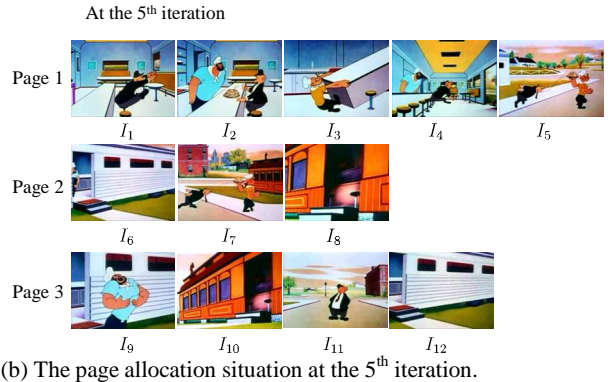 At the 5th iteration
Page 1
I1 I2 I3 I4 I5
Page 2
I6 I7 I8
Page 3
I9 I10 I11 I12
(b) The page allocation situation at the 5th iteration.